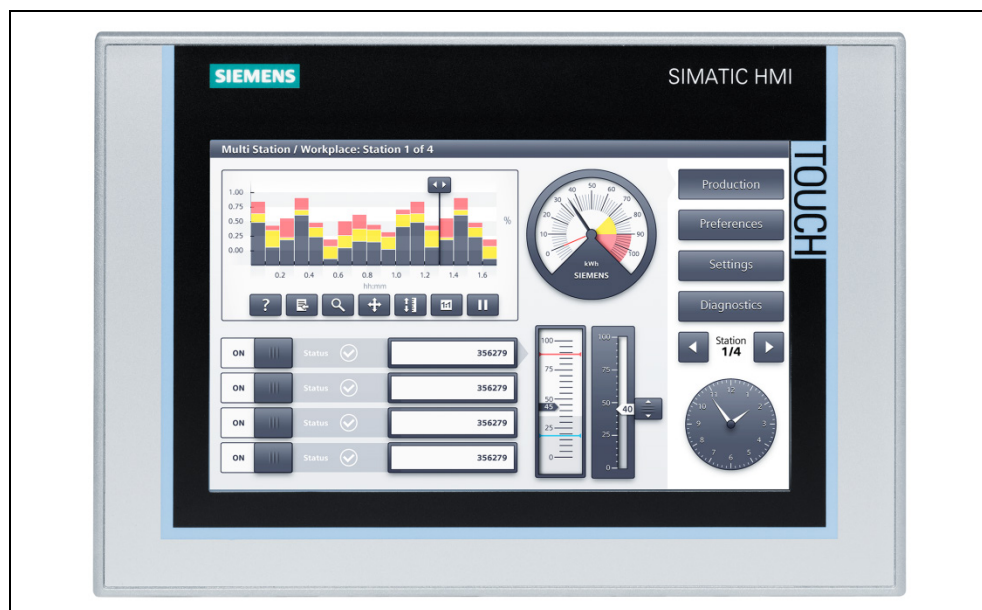 SIEMENS
SIMATIC HMI
TOUCH
Multi Station / Workplace: Station 1 of 4
1.00
0.75
0.50
0.25
0.00
%
0.2 0.4 0.6 0.8 1.0 1.2 1.4 1.6
hh:mm
? 1:1
0 10 20 30 40 50 60 70 80 90 100
kWh
SIEMENS
Production
Preferences
Settings
Diagnostics
Station
1/4
ON Status 356279
ON Status 356279
ON Status 356279
ON Status 356279
100
75
50
45
25
0
100
75
50
40
25
0
12
11
10
9
8
7
6
5
4
3
2
1